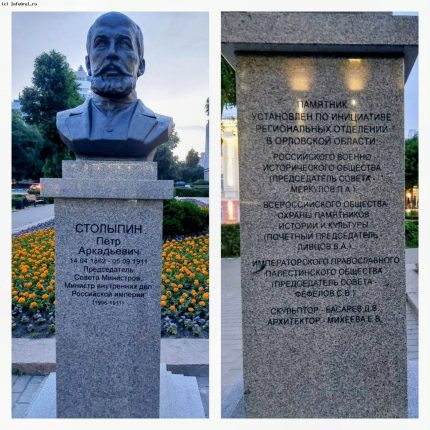 (c) InfoOrel_ru
СТОЛЫПИН
Пётр
Аркадьевич
14.04 1862 - 05.09 1911
Председатель
Совета Министров,
Министр внутренних дел
Российской империи
(1906-1911)
ПАМЯТНИК
УСТАНОВЛЕН ПО ИНИЦИАТИВЕ
РЕГИОНАЛЬНЫХ ОТДЕЛЕНИЙ
В ОРЛОВСКОЙ ОБЛАСТИ:
- РОССИЙСКОГО ВОЕННО -
ИСТОРИЧЕСКОГО ОБЩЕСТВА
(ПРЕДСЕДАТЕЛЬ СОВЕТА -
МЕРКУЛОВ П.А.)
- ВСЕРОССИЙСКОГО ОБЩЕСТВА
ОХРАНЫ ПАМЯТНИКОВ
ИСТОРИИ И КУЛЬТУРЫ
(ПОЧЕТНЫЙ ПРЕДСЕДАТЕЛЬ
ЛИВЦОВ В.А.)
- ИМПЕРАТОРСКОГО ПРАВОСЛАВНОГО
ПАЛЕСТИНСКОГО ОБЩЕСТВА
(ПРЕДСЕДАТЕЛЬ СОВЕТА -
ФЕФЕЛОВ С.В.)
СКУЛЬПТОР - БАСАРЕВ Д.В.
АРХИТЕКТОР - МИХЕЕВА Е.В.